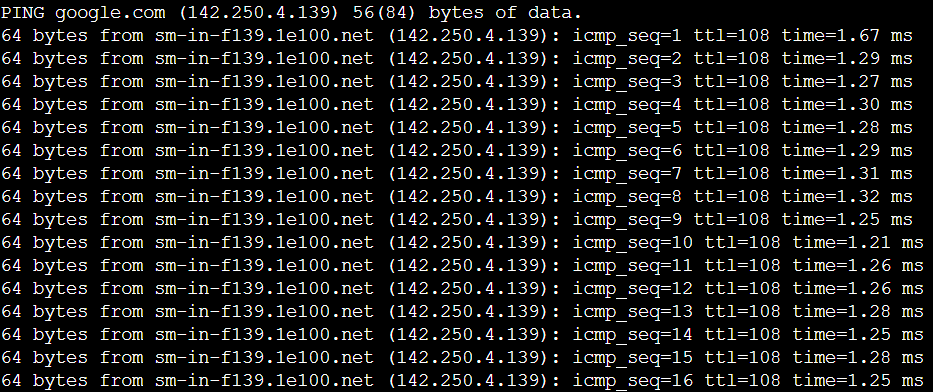 PING google.com (142.250.4.139) 56(84) bytes of data.
64 bytes from sm-in-f139.1e100.net (142.250.4.139): icmp_seq=1 ttl=108 time=1.67 ms
64 bytes from sm-in-f139.1e100.net (142.250.4.139): icmp_seq=2 ttl=108 time=1.29 ms
64 bytes from sm-in-f139.1e100.net (142.250.4.139): icmp_seq=3 ttl=108 time=1.27 ms
64 bytes from sm-in-f139.1e100.net (142.250.4.139): icmp_seq=4 ttl=108 time=1.30 ms
64 bytes from sm-in-f139.1e100.net (142.250.4.139): icmp_seq=5 ttl=108 time=1.28 ms
64 bytes from sm-in-f139.1e100.net (142.250.4.139): icmp_seq=6 ttl=108 time=1.29 ms
64 bytes from sm-in-f139.1e100.net (142.250.4.139): icmp_seq=7 ttl=108 time=1.31 ms
64 bytes from sm-in-f139.1e100.net (142.250.4.139): icmp_seq=8 ttl=108 time=1.32 ms
64 bytes from sm-in-f139.1e100.net (142.250.4.139): icmp_seq=9 ttl=108 time=1.25 ms
64 bytes from sm-in-f139.1e100.net (142.250.4.139): icmp_seq=10 ttl=108 time=1.21 ms
64 bytes from sm-in-f139.1e100.net (142.250.4.139): icmp_seq=11 ttl=108 time=1.26 ms
64 bytes from sm-in-f139.1e100.net (142.250.4.139): icmp_seq=12 ttl=108 time=1.26 ms
64 bytes from sm-in-f139.1e100.net (142.250.4.139): icmp_seq=13 ttl=108 time=1.28 ms
64 bytes from sm-in-f139.1e100.net (142.250.4.139): icmp_seq=14 ttl=108 time=1.25 ms
64 bytes from sm-in-f139.1e100.net (142.250.4.139): icmp_seq=15 ttl=108 time=1.28 ms
64 bytes from sm-in-f139.1e100.net (142.250.4.139): icmp_seq=16 ttl=108 time=1.25 ms